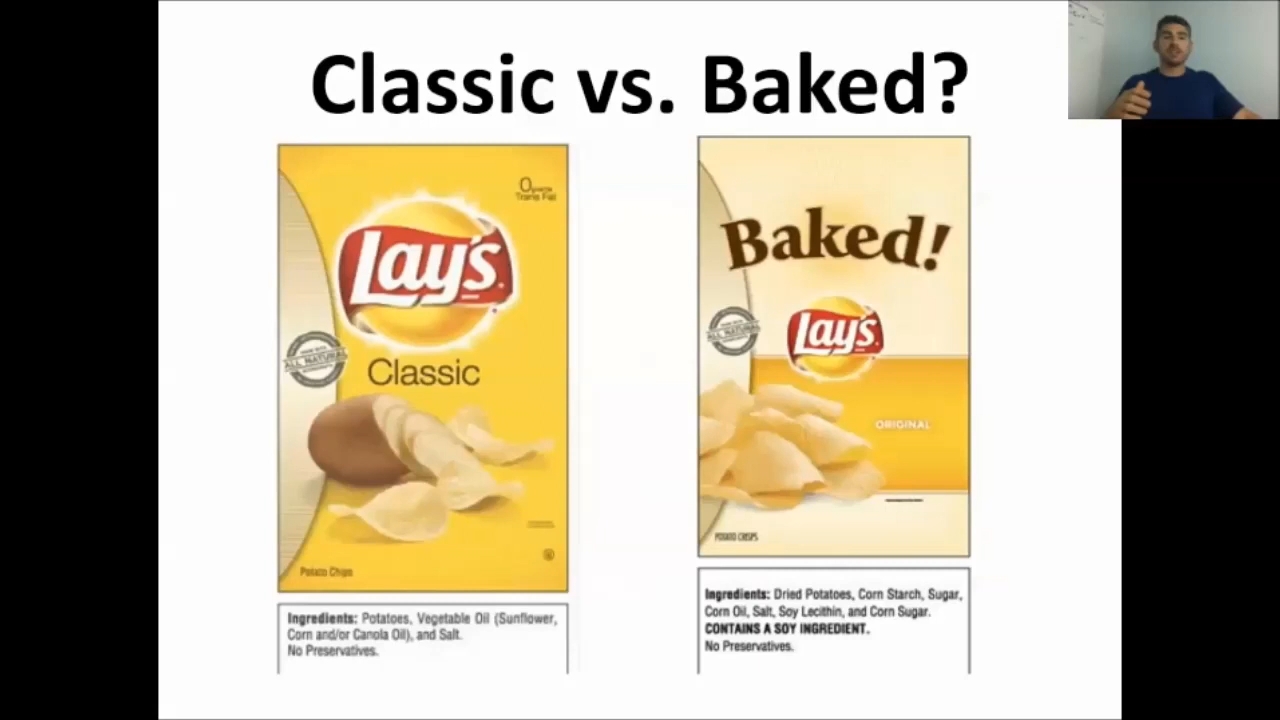 Classic vs. Baked?
0 grams
Trans Fat
Lay's
MADE WITH
ALL NATURAL
Classic
Potato Chips
Ingredients: Potatoes, Vegetable Oil (Sunflower,
Corn and/or Canola Oil), and Salt.
No Preservatives.
Baked!
Lay's
ALL NATURAL
ORIGINAL
POTATO CRISPS
Ingredients: Dried Potatoes, Corn Starch, Sugar,
Corn Oil, Salt, Soy Lecithin, and Corn Sugar.
CONTAINS A SOY INGREDIENT.
No Preservatives.